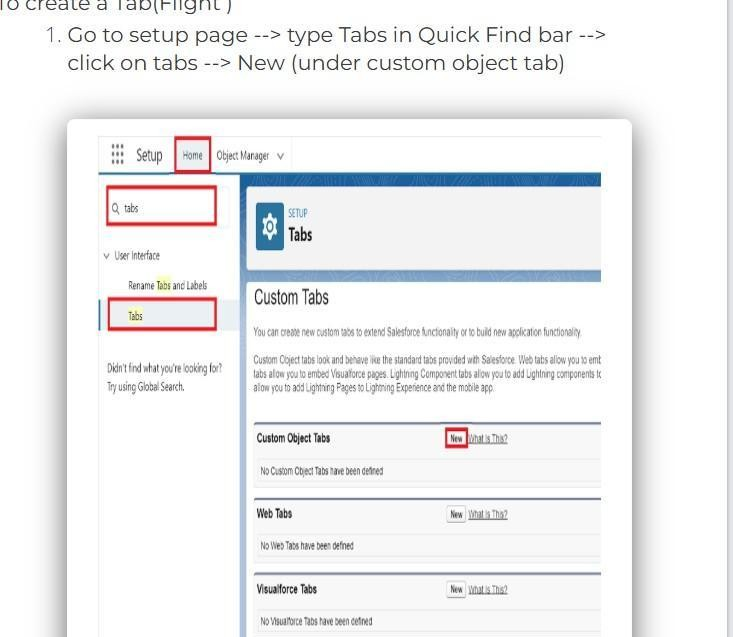 To create a Tab(Flight )
1. Go to setup page --> type Tabs in Quick Find bar -->
click on tabs --> New (under custom object tab)
Setup Home Object Manager
tabs
SETUP
Tabs
User Interface
Rename Tabs and Labels
Tabs
Didn't find what you're looking for?
Try using Global Search.
Custom Tabs
You can create new custom tabs to extend Salesforce functionality or to build new application functionality.
Custom Object tabs look and behave like the standard tabs provided with Salesforce. Web tabs allow you to emb
tabs allow you to embed Visualforce pages. Lightning Component tabs allow you to add Lightning components to
allow you to add Lightning Pages to Lightning Experience and the mobile app.
Custom Object Tabs New What Is This?
No Custom Object Tabs have been defined
Web Tabs New What Is This?
No Web Tabs have been defined
Visualforce Tabs New What Is This?
No Visualforce Tabs have been defined